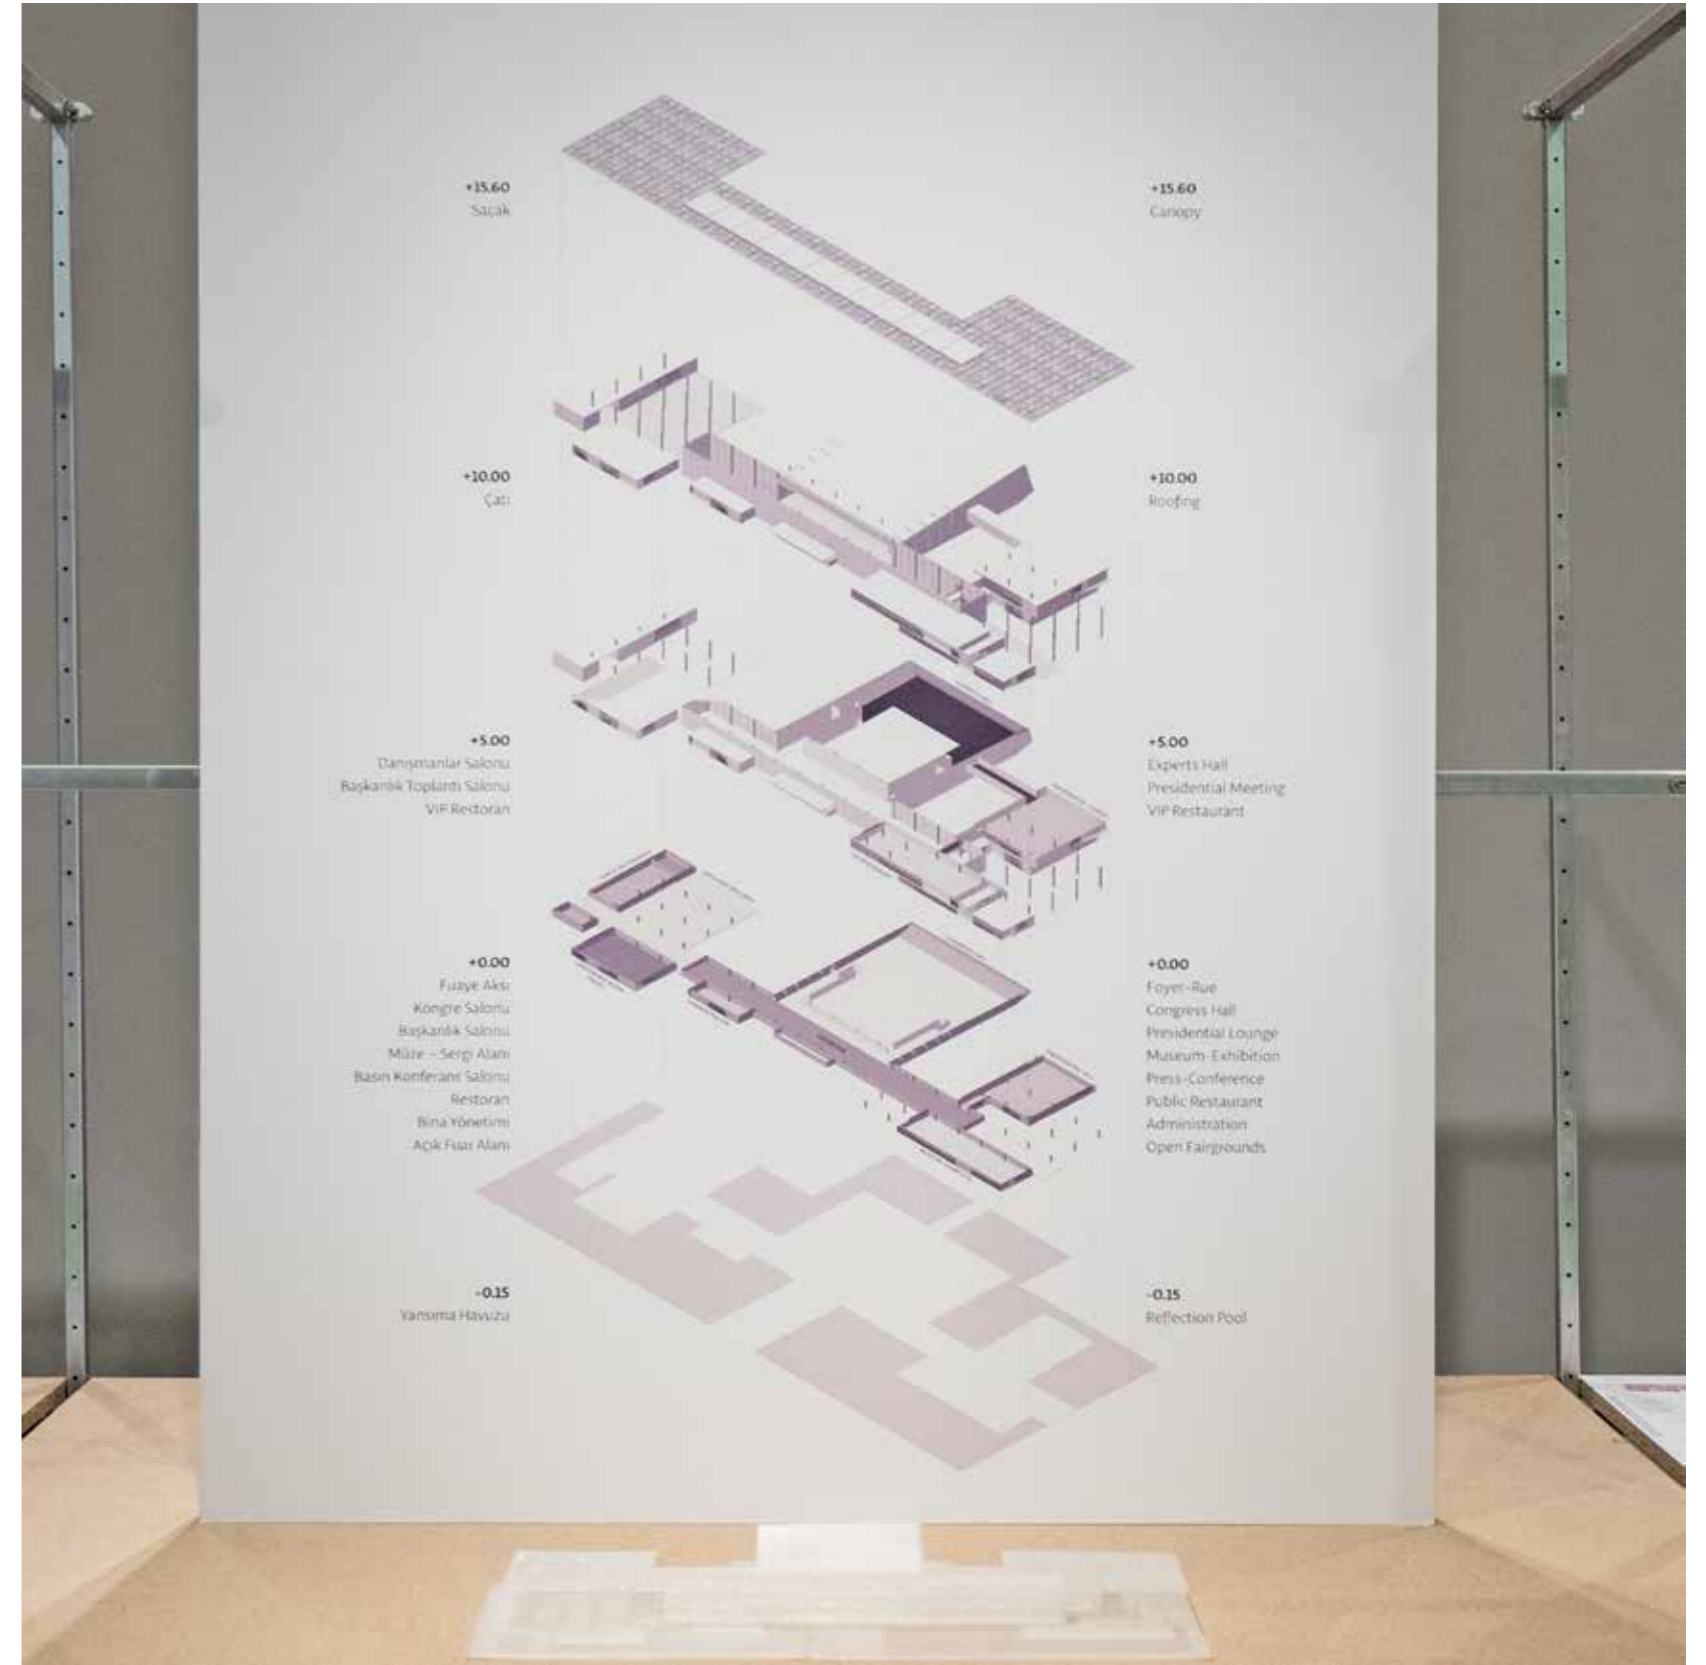 +15.60
Saçak
+10.00
Çatı
+5.00
Danışmanlar Salonu
Başkanlık Toplantı Salonu
VIP Restoran
+0.00
Fuaye Aksı
Kongre Salonu
Başkanlık Salonu
Müze – Sergi Alanı
Basın Konferans Salonu
Restoran
Bina Yönetimi
Açık Fuar Alanı
-0.15
Yansıma Havuzu
+15.60
Canopy
+10.00
Roofing
+5.00
Experts Hall
Presidential Meeting
VIP Restaurant
+0.00
Foyer-Rue
Congress Hall
Presidential Lounge
Museum-Exhibition
Press-Conference
Public Restaurant
Administration
Open Fairgrounds
-0.15
Reflection Pool